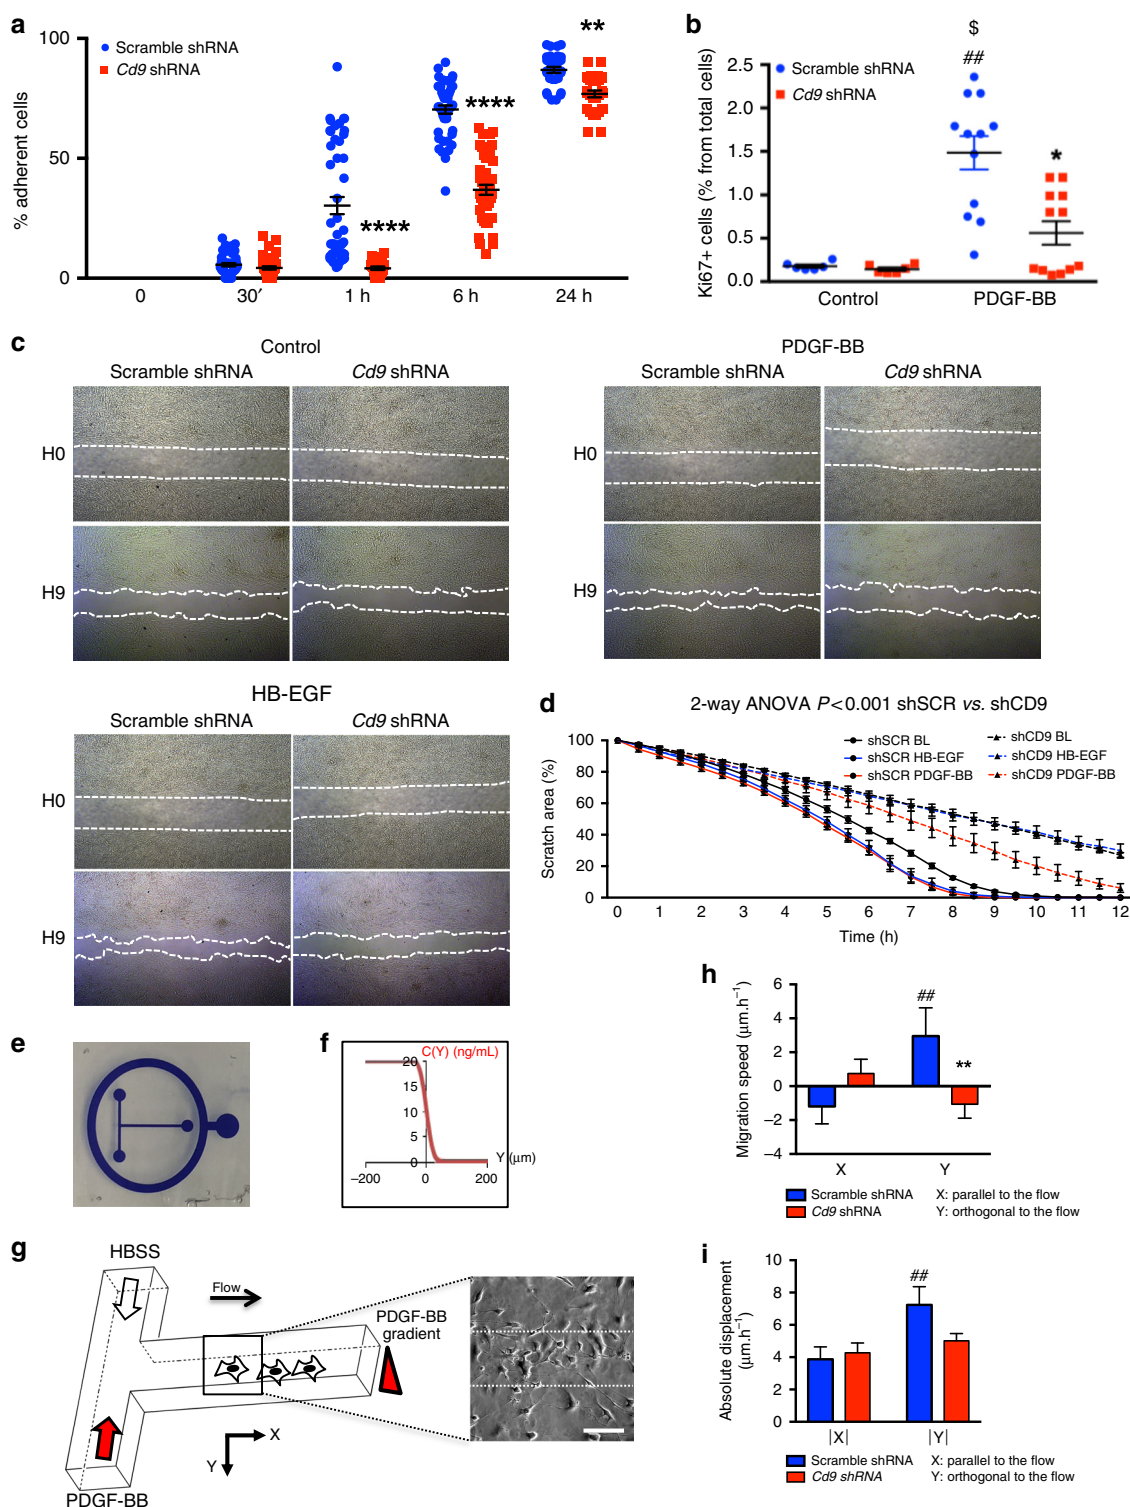 a
100
50
0
% adherent cells
Scramble shRNA
Cd9 shRNA
****
****
**
0
30′
1 h
6 h
24 h
b
$
##
*
2.5
2.0
1.5
1.0
0.5
0.0
Ki67+ cells (% from total cells)
Scramble shRNA
Cd9 shRNA
Control
PDGF-BB
c
Control
Scramble shRNA
Cd9 shRNA
H0
H9
PDGF-BB
Scramble shRNA
Cd9 shRNA
H0
H9
HB-EGF
Scramble shRNA
Cd9 shRNA
H0
H9
d
2-way ANOVA P<0.001 shSCR vs. shCD9
100
80
60
40
20
0
Scratch area (%)
shSCR BL
shSCR HB-EGF
shSCR PDGF-BB
shCD9 BL
shCD9 HB-EGF
shCD9 PDGF-BB
0 1 2 3 4 5 6 7 8 9 10 11 12
Time (h)
e
f
C(Y) (ng/mL)
20
15
10
5
0
Y (μm)
−200
0
200
g
HBSS
Flow
PDGF-BB
gradient
X
Y
PDGF-BB
h
6
4
2
0
−2
−4
Migration speed (μm.h⁻¹)
##
**
X
Y
Scramble shRNA
X: parallel to the flow
Cd9 shRNA
Y: orthogonal to the flow
i
10
8
6
4
2
0
Absolute displacement
(μm.h⁻¹)
##
|X|
|Y|
Scramble shRNA
X: parallel to the flow
Cd9 shRNA
Y: orthogonal to the flow